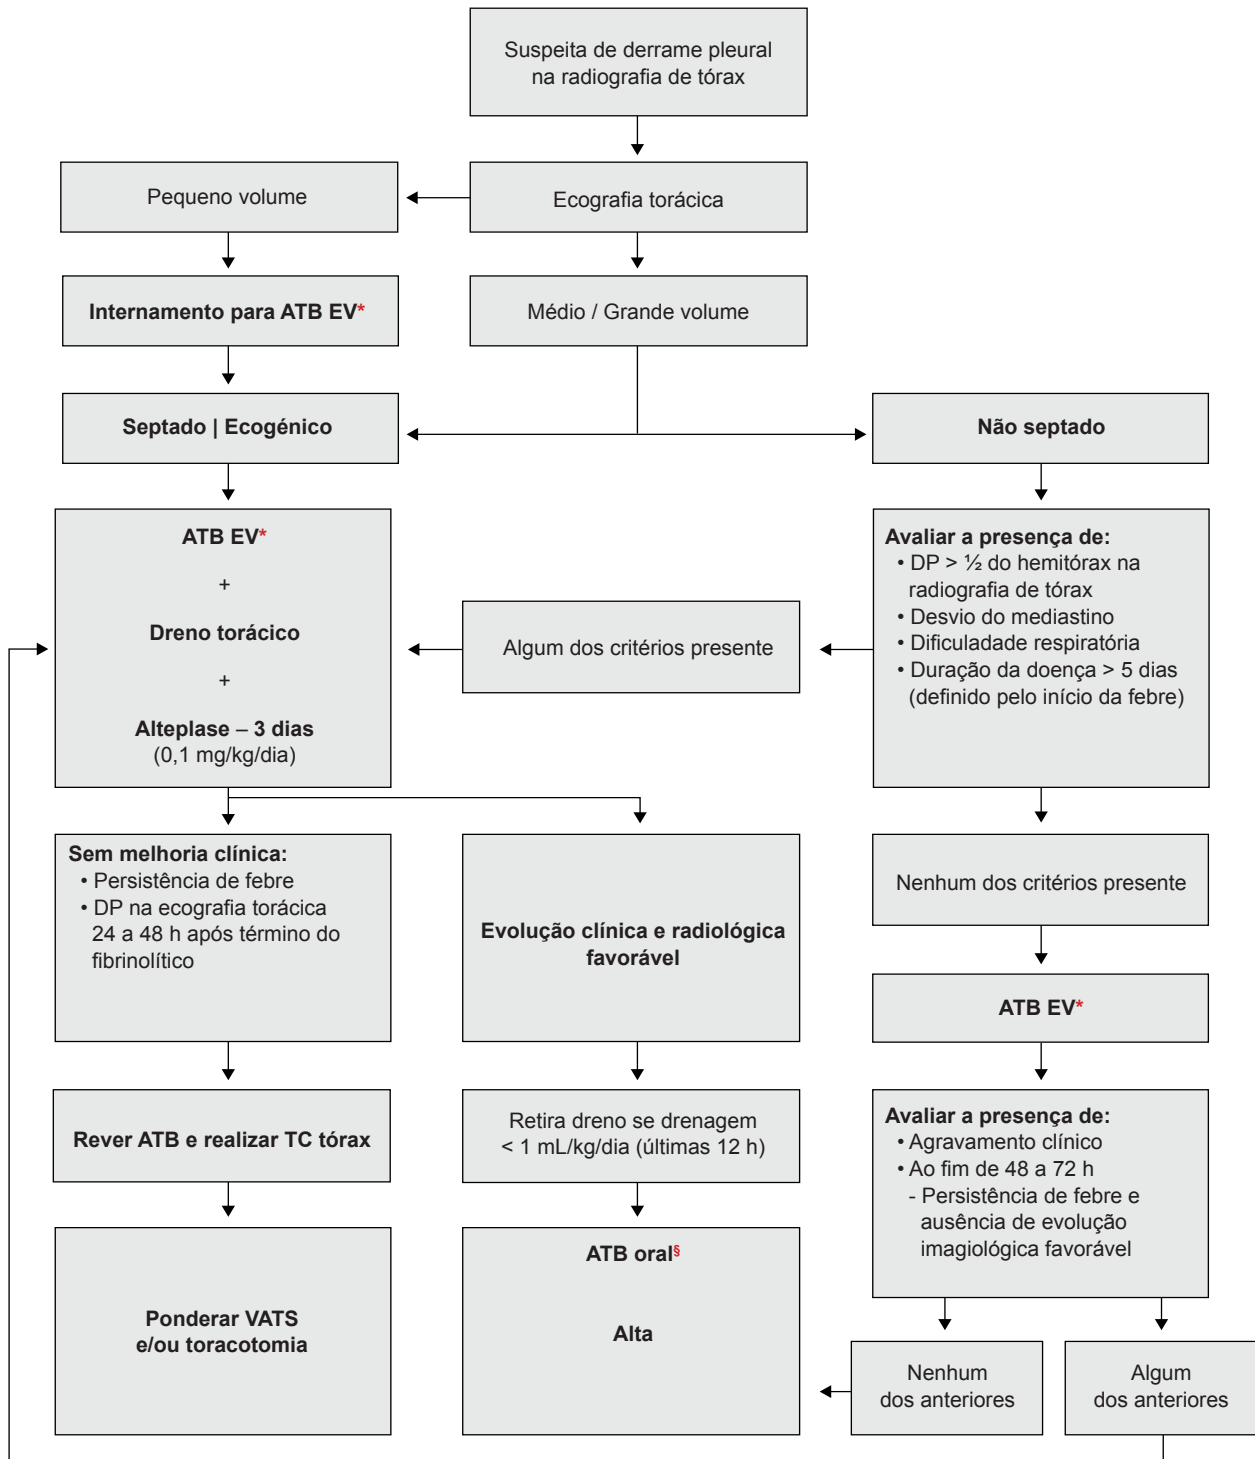 Suspeita de derrame pleural
na radiografia de tórax
Pequeno volume
Ecografia torácica
Internamento para ATB EV*
Médio / Grande volume
Septado | Ecogénico
Não septado
ATB EV*
+
Dreno torácico
+
Alteplase – 3 dias
(0,1 mg/kg/dia)
Algum dos critérios presente
Avaliar a presença de:
• DP > ½ do hemitórax na
radiografia de tórax
• Desvio do mediastino
• Dificuladade respiratória
• Duração da doença > 5 dias
(definido pelo início da febre)
Sem melhoria clínica:
• Persistência de febre
• DP na ecografia torácica
24 a 48 h após término do
fibrinolítico
Evolução clínica e radiológica
favorável
Nenhum dos critérios presente
ATB EV*
Rever ATB e realizar TC tórax
Retira dreno se drenagem
< 1 mL/kg/dia (últimas 12 h)
Avaliar a presença de:
• Agravamento clínico
• Ao fim de 48 a 72 h
- Persistência de febre e
ausência de evolução
imagiológica favorável
Ponderar VATS
e/ou toracotomia
ATB oral§
Alta
Nenhum
dos anteriores
Algum
dos anteriores